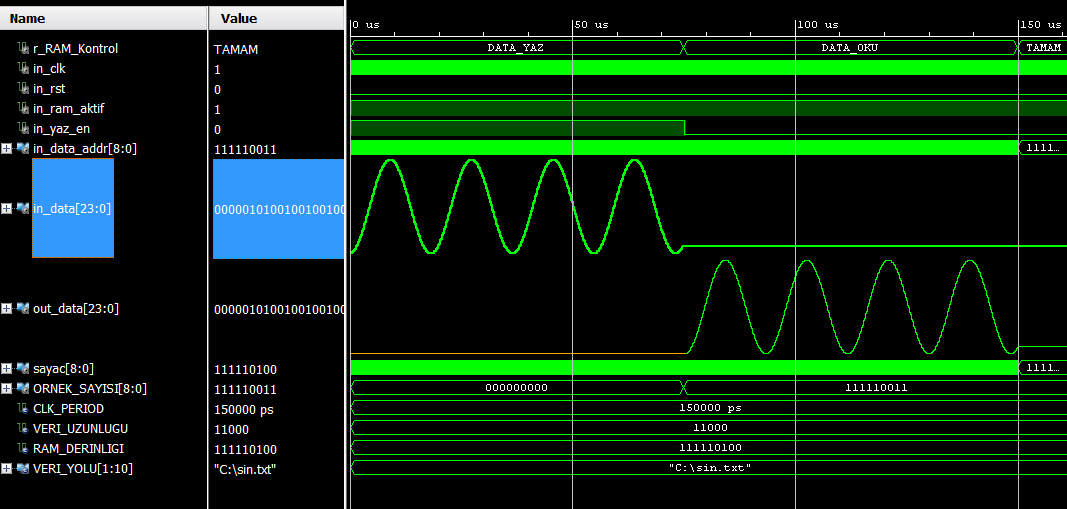 Name Value
0 us 50 us 100 us 150 us
r_RAM_Kontrol TAMAM DATA_YAZ DATA_OKU TAMAM
in_clk 1
in_rst 0
in_ram_aktif 1
in_yaz_en 0
in_data_addr[8:0] 111110011 1111...
in_data[23:0] 0000010100100100100
out_data[23:0] 0000010100100100100
sayac[8:0] 111110100 1111...
ORNEK_SAYISI[8:0] 111110011 000000000 111110011
CLK_PERIOD 150000 ps 150000 ps
VERI_UZUNLUGU 11000 11000
RAM_DERINLIGI 111110100 111110100
VERI_YOLU[1:10] "C:\sin.txt" "C:\sin.txt"